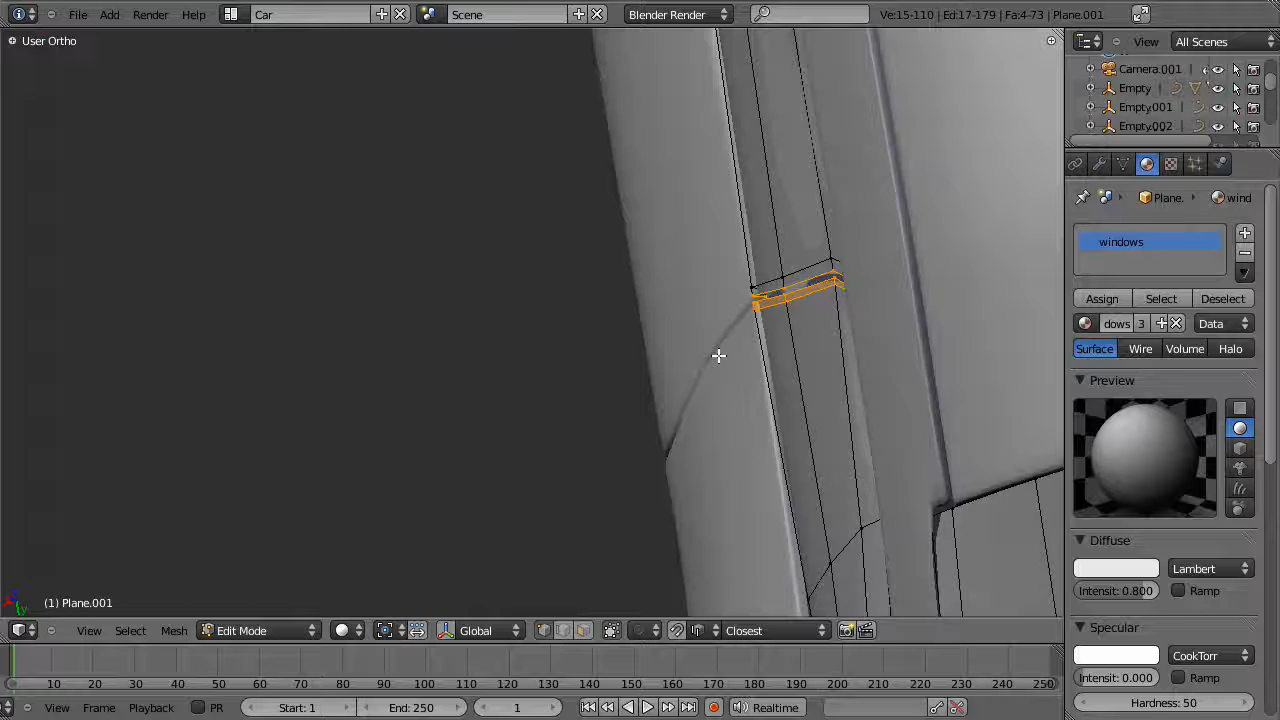 File Add Render Help Car Scene Blender Render Ve:15-110 | Ed:17-179 | Fa:4-73 | Plane.001
User Ortho
View All Scenes
Camera.001
Empty
Empty.001
Empty.002
Plane. wind
windows
Assign Select Deselect
dows 3 Data
Surface Wire Volume Halo
Preview
Diffuse
Lambert
Intensit: 0.800 Ramp
Specular
CookTorr
Intensit: 0.000 Ramp
Hardness: 50
(1) Plane.001
View Select Mesh Edit Mode Global Closest
10 20 30 40 50 60 70 80 90 100 110 120 130 140 150 160 170 180 190 200 210 220 230 240 250
View Frame Playback PR Start: 1 End: 250 1 Realtime